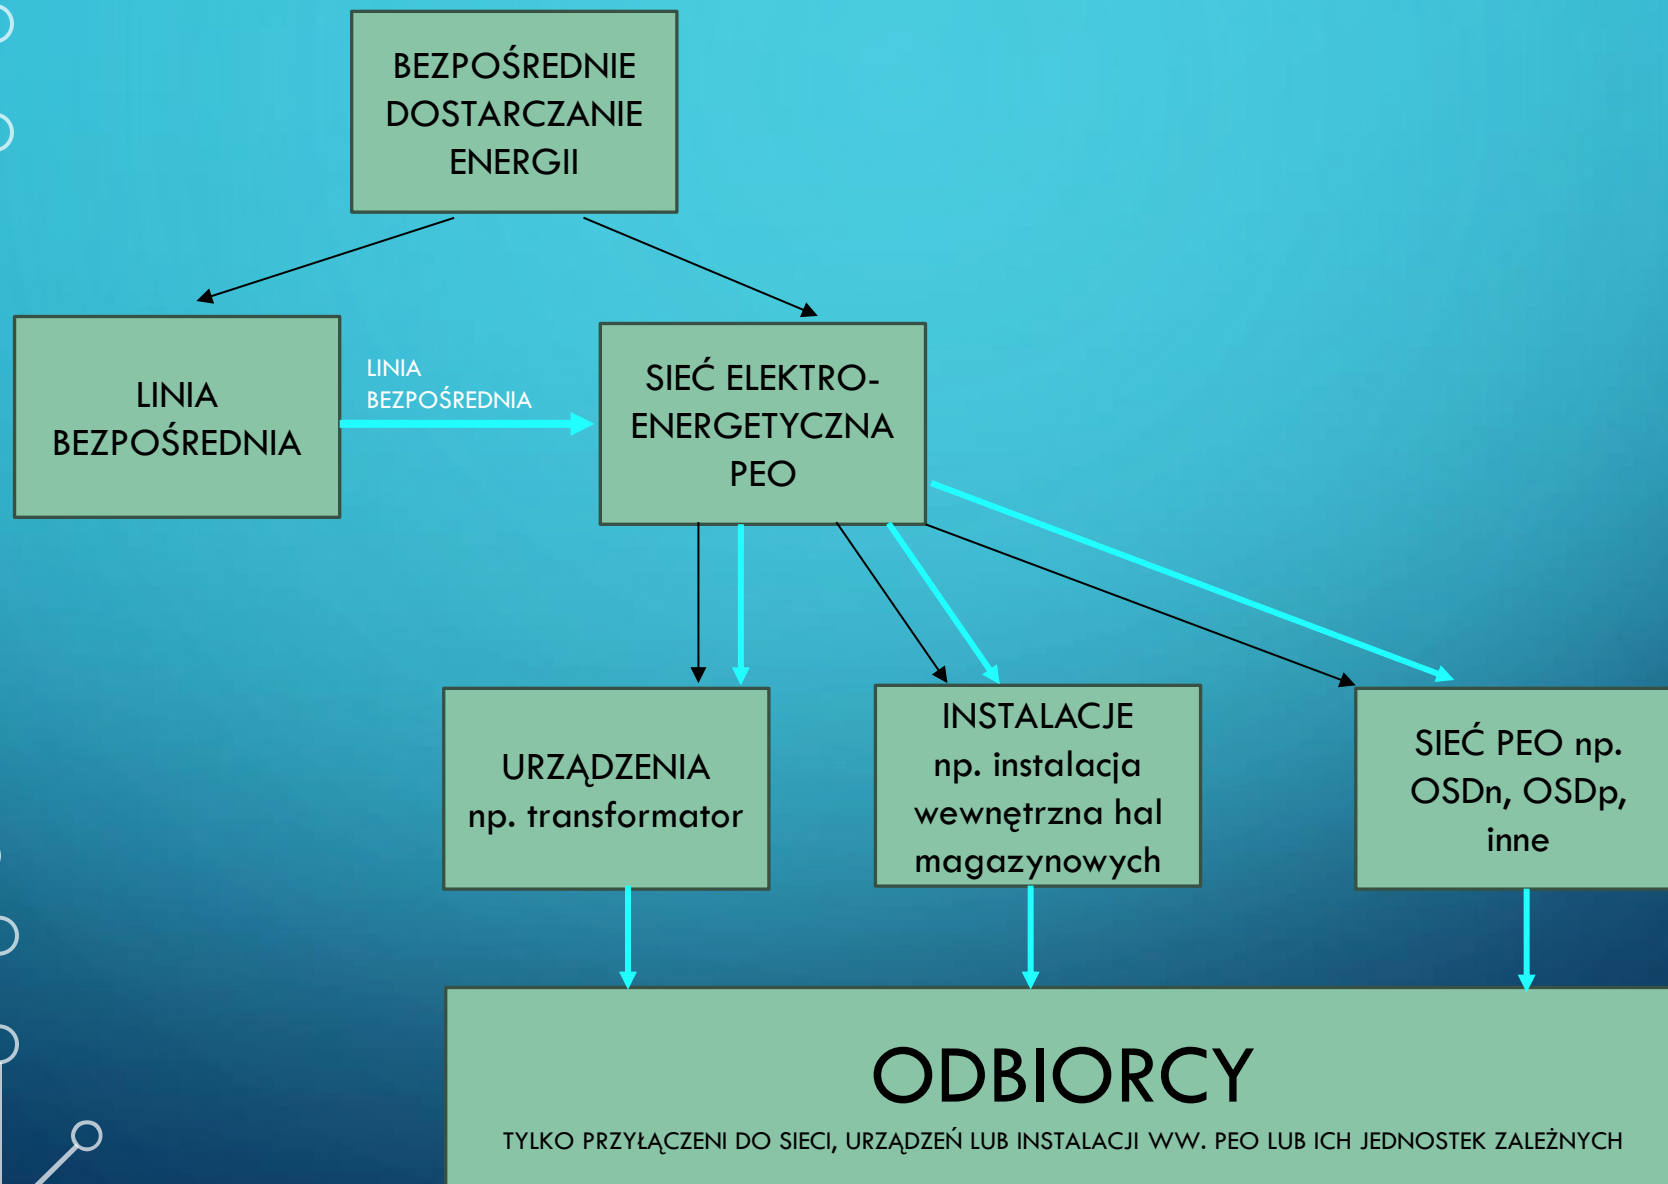 BEZPOŚREDNIE
DOSTARCZANIE
ENERGII
LINIA
BEZPOŚREDNIA
LINIA
BEZPOŚREDNIA
SIEĆ ELEKTRO-
ENERGETYCZNA
PEO
URZĄDZENIA
np. transformator
INSTALACJE
np. instalacja
wewnętrzna hal
magazynowych
SIEĆ PEO np.
OSDn, OSDp,
inne
ODBIORCY
TYLKO PRZYŁĄCZENI DO SIECI, URZĄDZEŃ LUB INSTALACJI WW. PEO LUB ICH JEDNOSTEK ZALEŻNYCH